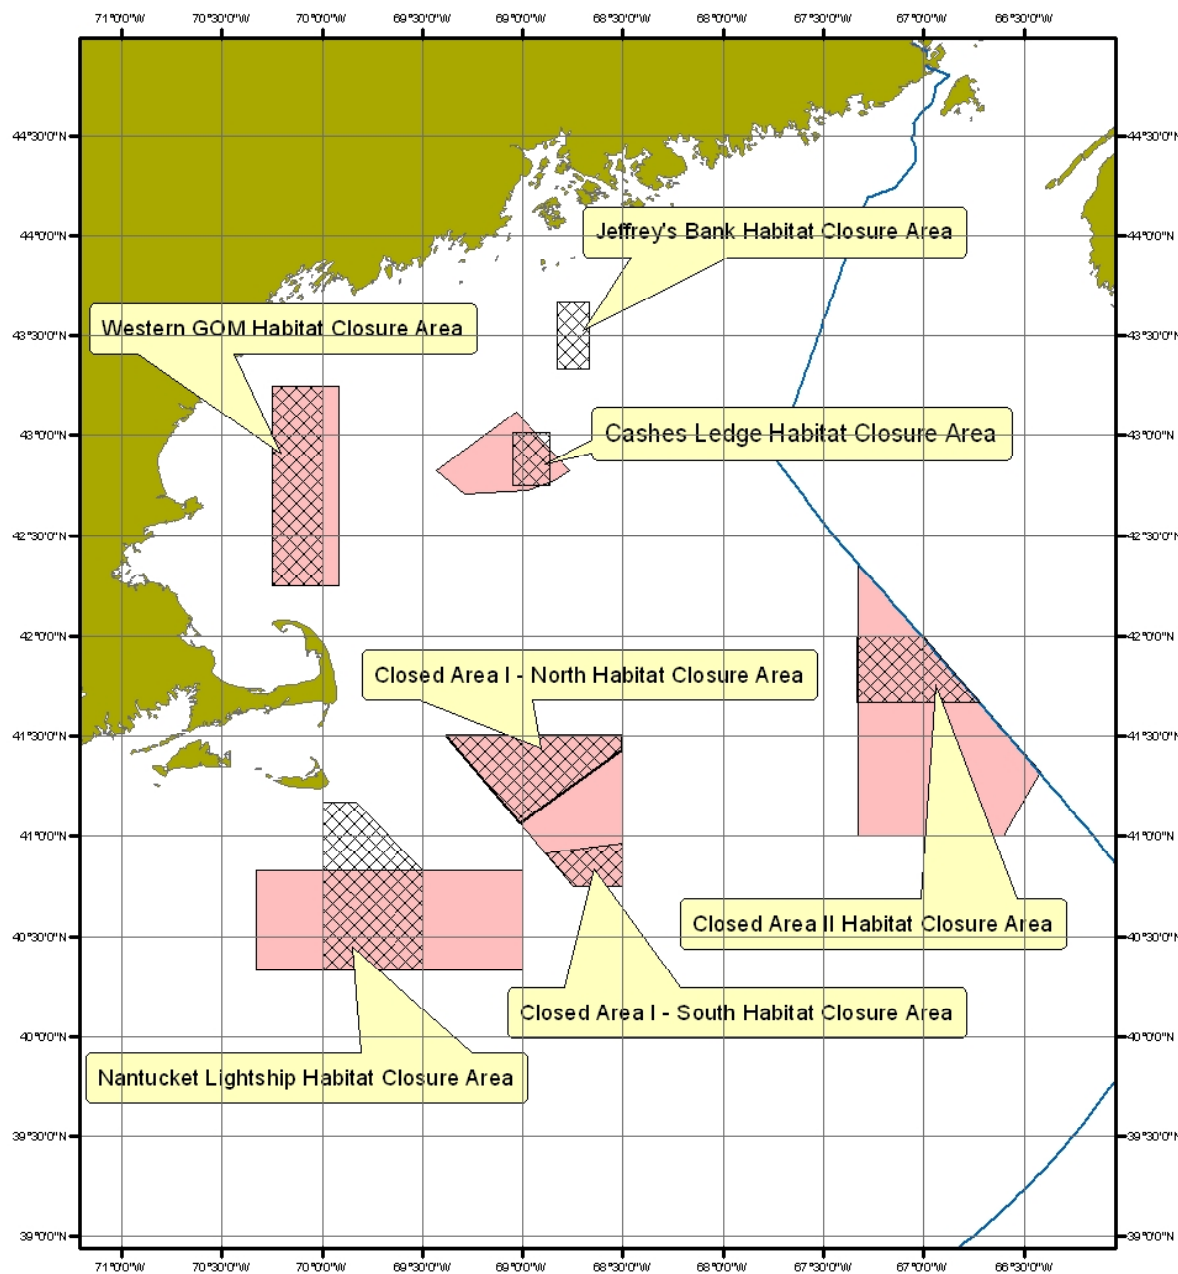 71°0'0"W 70°30'0"W 70°0'0"W 69°30'0"W 69°0'0"W 68°30'0"W 68°0'0"W 67°30'0"W 67°0'0"W 66°30'0"W
44°30'0"N 44°30'0"N
Jeffrey's Bank Habitat Closure Area
44°0'0"N 44°0'0"N
Western GOM Habitat Closure Area
43°30'0"N 43°30'0"N
Cashes Ledge Habitat Closure Area
43°0'0"N 43°0'0"N
42°30'0"N 42°30'0"N
42°0'0"N 42°0'0"N
Closed Area I - North Habitat Closure Area
41°30'0"N 41°30'0"N
41°0'0"N 41°0'0"N
Closed Area II Habitat Closure Area
40°30'0"N 40°30'0"N
Closed Area I - South Habitat Closure Area
40°0'0"N 40°0'0"N
Nantucket Lightship Habitat Closure Area
39°30'0"N 39°30'0"N
39°0'0"N 39°0'0"N
71°0'0"W 70°30'0"W 70°0'0"W 69°30'0"W 69°0'0"W 68°30'0"W 68°0'0"W 67°30'0"W 67°0'0"W 66°30'0"W